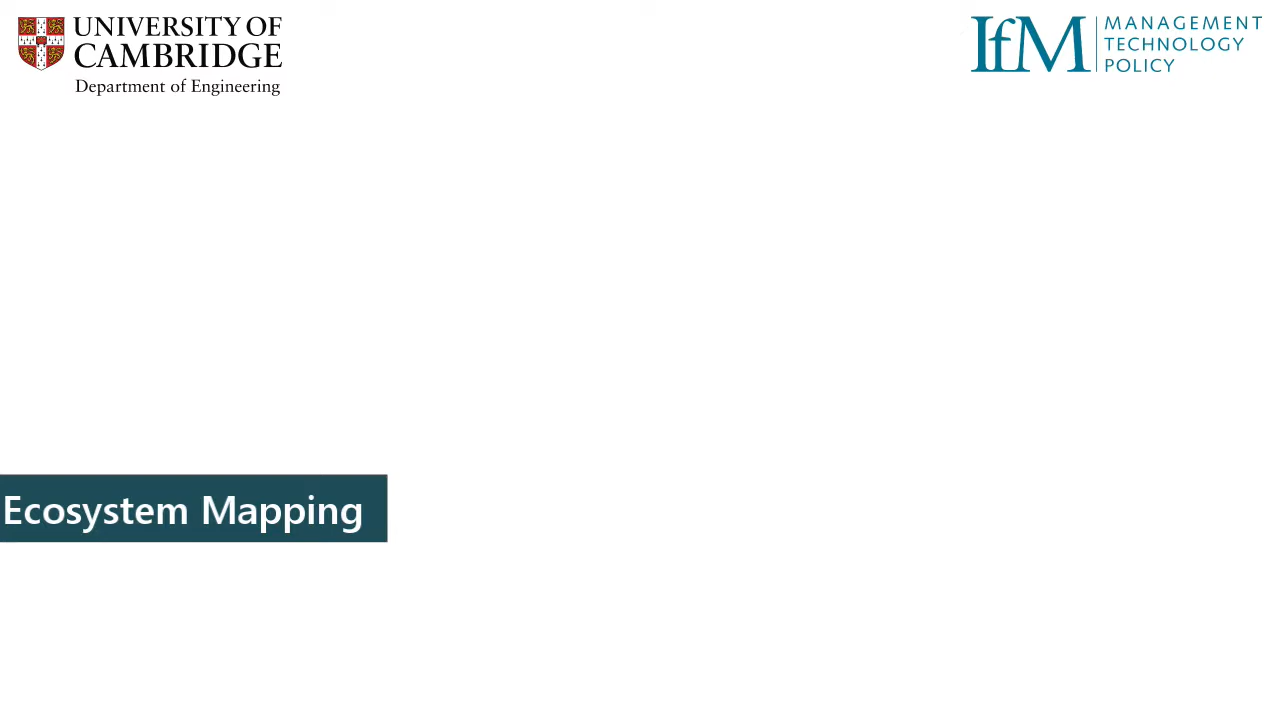 UNIVERSITY OF
CAMBRIDGE
Department of Engineering
IfM
MANAGEMENT
TECHNOLOGY
POLICY
Ecosystem Mapping